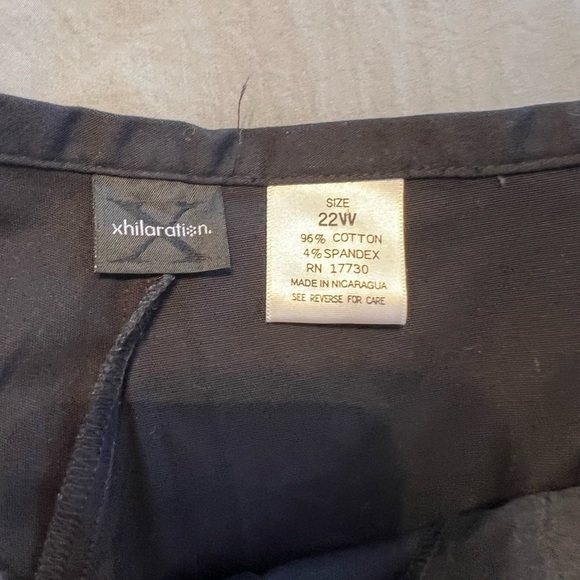 xhilaration.
SIZE
22W
96% COTTON
4% SPANDEX
RN 17730
MADE IN NICARAGUA
SEE REVERSE FOR CARE